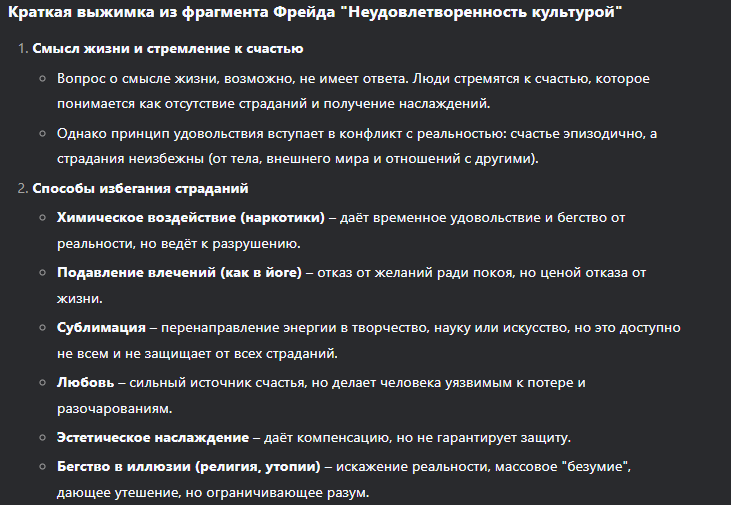 Краткая выжимка из фрагмента Фрейда "Неудовлетворенность культурой"
1. Смысл жизни и стремление к счастью
◦ Вопрос о смысле жизни, возможно, не имеет ответа. Люди стремятся к счастью, которое
понимается как отсутствие страданий и получение наслаждений.
◦ Однако принцип удовольствия вступает в конфликт с реальностью: счастье эпизодично, а
страдания неизбежны (от тела, внешнего мира и отношений с другими).
2. Способы избегания страданий
◦ Химическое воздействие (наркотики) – даёт временное удовольствие и бегство от
реальности, но ведёт к разрушению.
◦ Подавление влечений (как в йоге) – отказ от желаний ради покоя, но ценой отказа от
жизни.
◦ Сублимация – перенаправление энергии в творчество, науку или искусство, но это доступно
не всем и не защищает от всех страданий.
◦ Любовь – сильный источник счастья, но делает человека уязвимым к потере и
разочарованиям.
◦ Эстетическое наслаждение – даёт компенсацию, но не гарантирует защиту.
◦ Бегство в иллюзии (религия, утопии) – искажение реальности, массовое "безумие",
дающее утешение, но ограничивающее разум.